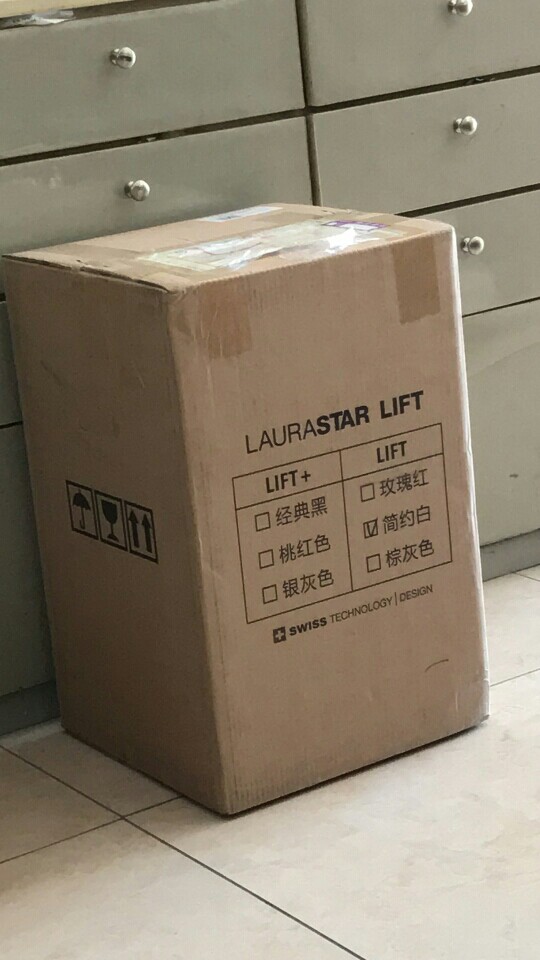 LAURASTAR LIFT
LIFT+ LIFT
经典黑 玫瑰红
桃红色 简约白
银灰色 棕灰色
SWISS TECHNOLOGY | DESIGN